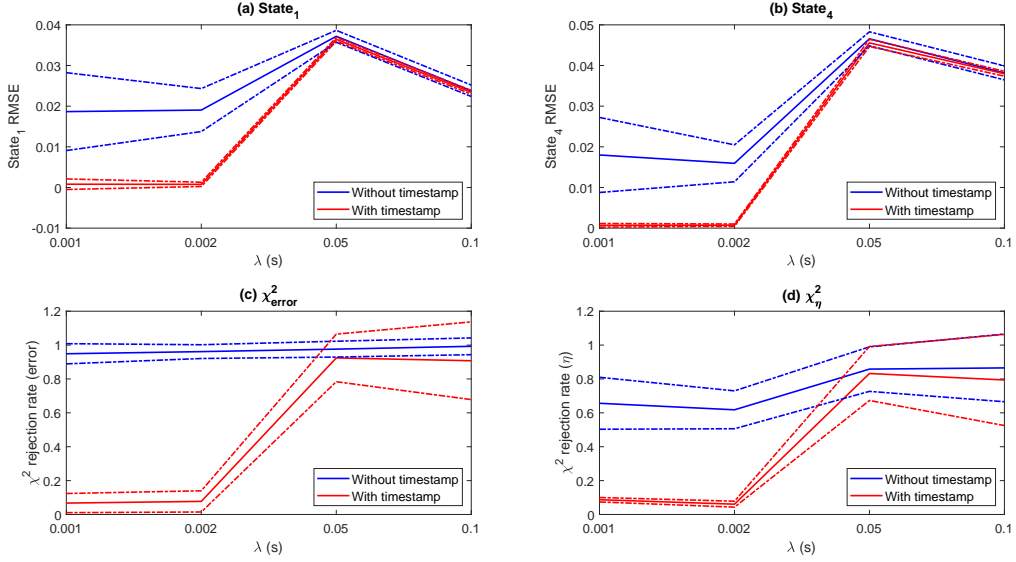 (a) State₁
0.04
0.03
0.02
0.01
0
-0.01
State₁ RMSE
0.001
0.002
0.05
0.1
λ (s)
Without timestamp
With timestamp
(b) State₄
0.05
0.04
0.03
0.02
0.01
0
State₄ RMSE
0.001
0.002
0.05
0.1
λ (s)
Without timestamp
With timestamp
(c) χ²error
1.2
1
0.8
0.6
0.4
0.2
0
χ² rejection rate (error)
0.001
0.002
0.05
0.1
λ (s)
Without timestamp
With timestamp
(d) χ²η
1.2
1
0.8
0.6
0.4
0.2
0
χ² rejection rate (η)
0.001
0.002
0.05
0.1
λ (s)
Without timestamp
With timestamp